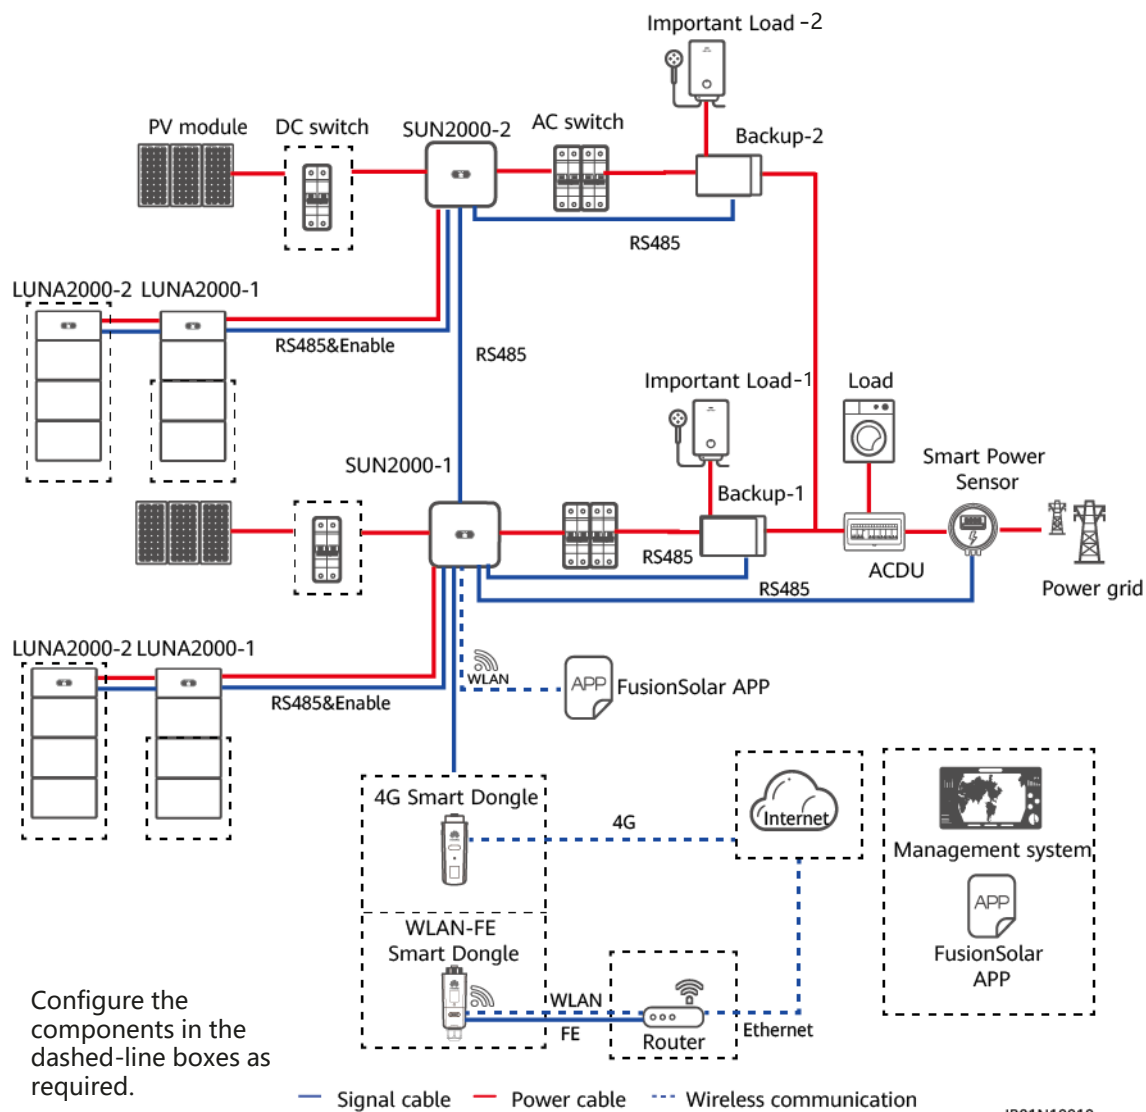 Important Load -2
PV module
DC switch
SUN2000-2
AC switch
Backup-2
RS485
LUNA2000-2
LUNA2000-1
RS485&Enable
RS485
Important Load-1
Load
SUN2000-1
Smart Power
Sensor
Backup-1
RS485
ACDU
RS485
Power grid
LUNA2000-2
LUNA2000-1
RS485&Enable
WLAN
APP
FusionSolar APP
4G Smart Dongle
4G
Internet
Management system
WLAN-FE
Smart Dongle
APP
FusionSolar
APP
WLAN
FE
Router
Ethernet
Configure the
components in the
dashed-line boxes as
required.
Signal cable
Power cable
Wireless communication